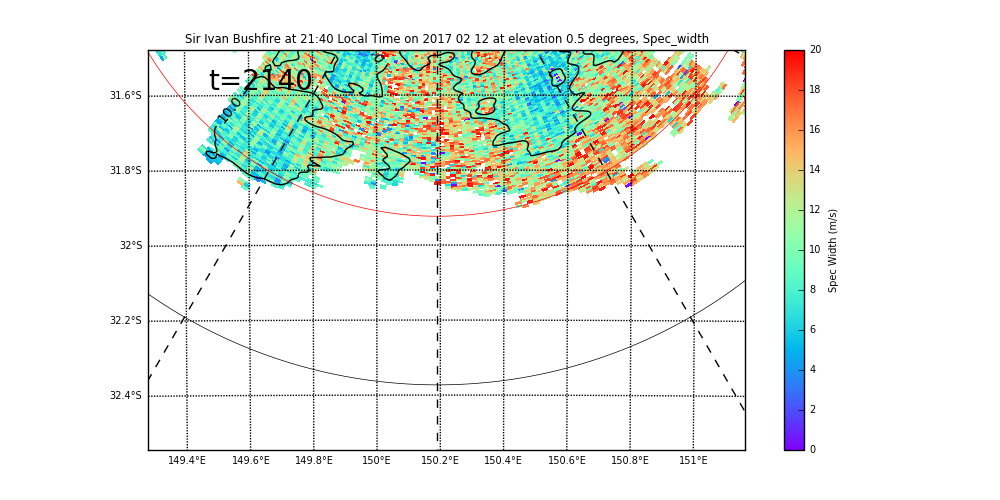 Sir Ivan Bushfire at 21:40 Local Time on 2017 02 12 at elevation 0.5 degrees, Spec_width
t=2140
10.0
31.6°S
31.8°S
32°S
32.2°S
32.4°S
149.4°E 149.6°E 149.8°E 150°E 150.2°E 150.4°E 150.6°E 150.8°E 151°E
20
18
16
14
12
10
8
6
4
2
0
Spec Width (m/s)